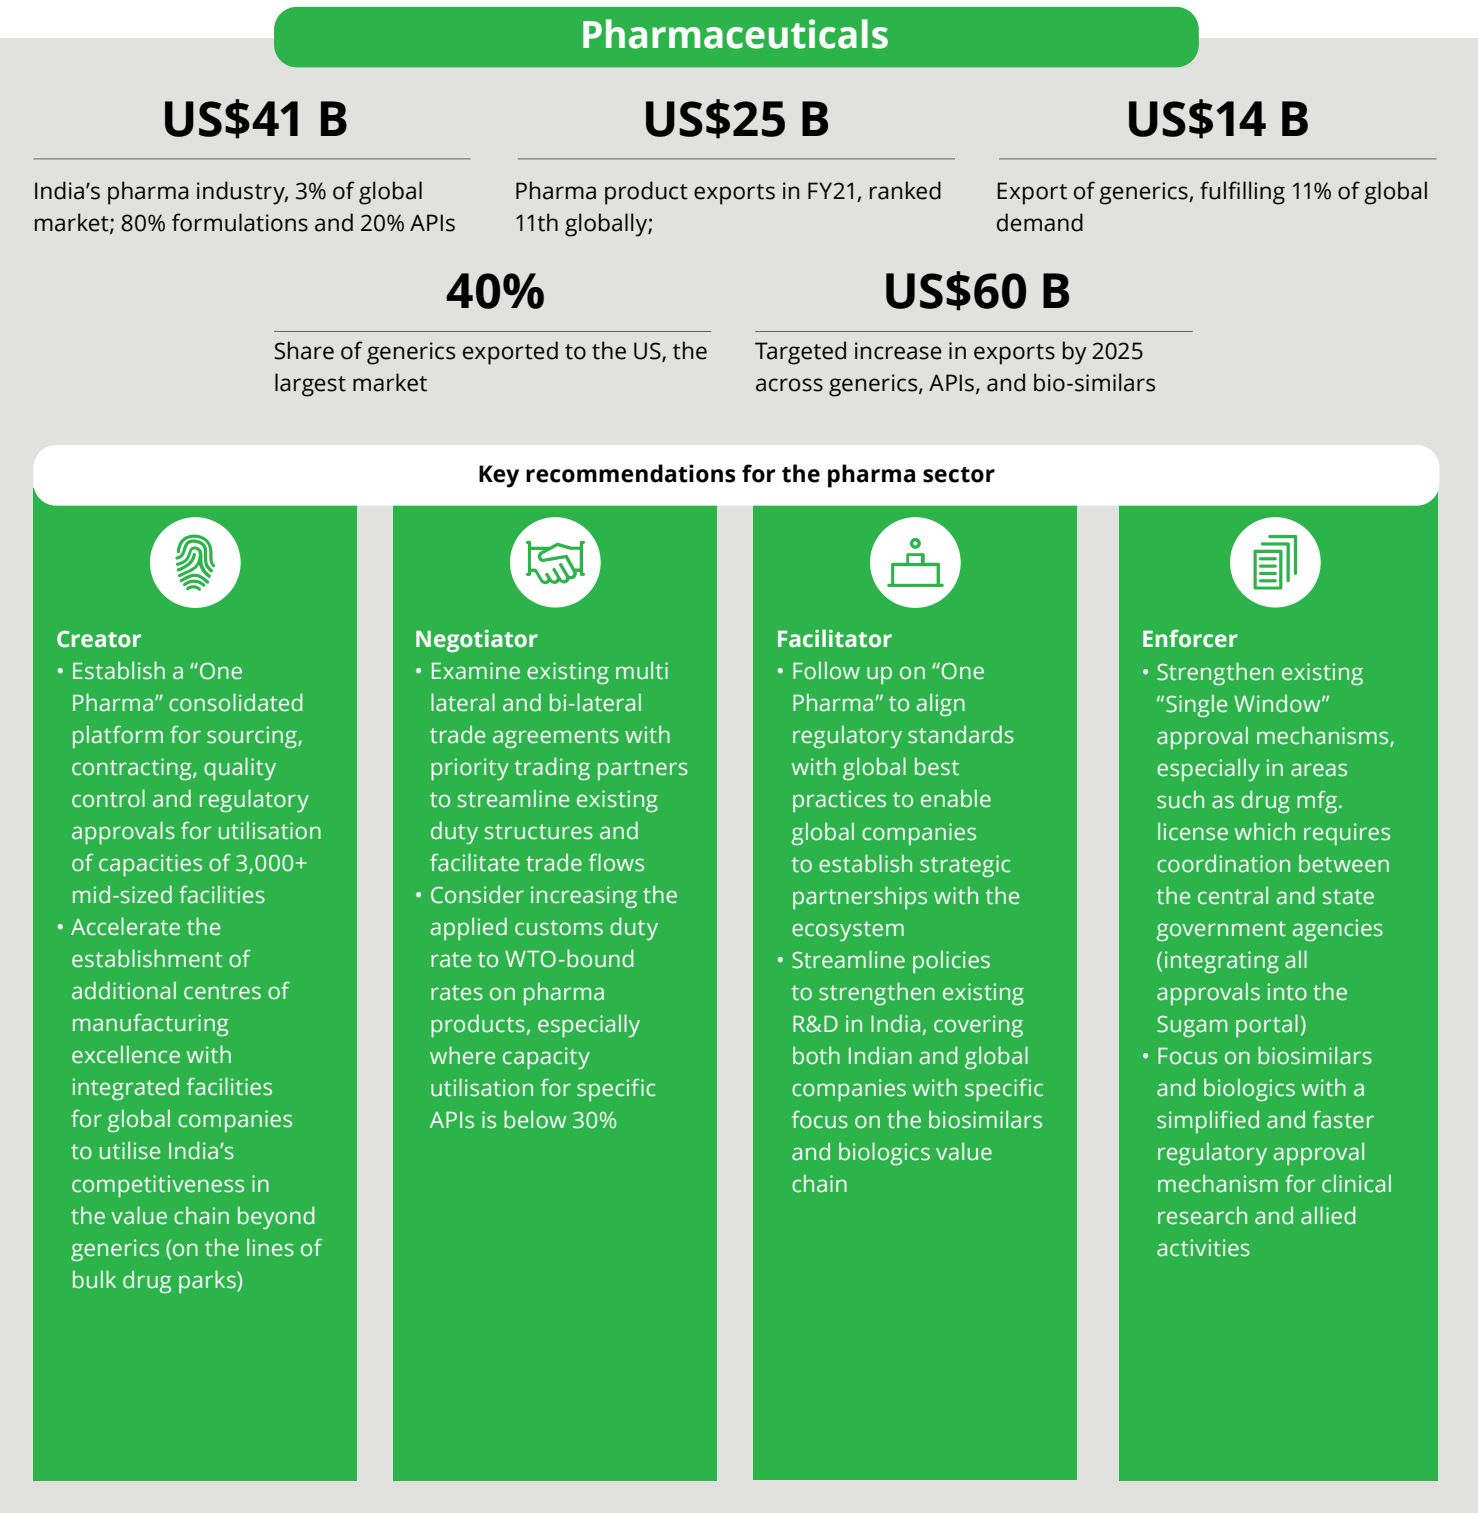 Pharmaceuticals
US$41 B
India’s pharma industry, 3% of global
market; 80% formulations and 20% APIs
US$25 B
Pharma product exports in FY21, ranked
11th globally;
US$14 B
Export of generics, fulfilling 11% of global
demand
40%
Share of generics exported to the US, the
largest market
US$60 B
Targeted increase in exports by 2025
across generics, APIs, and bio-similars
Key recommendations for the pharma sector
Creator
• Establish a “One
Pharma” consolidated
platform for sourcing,
contracting, quality
control and regulatory
approvals for utilisation
of capacities of 3,000+
mid-sized facilities
• Accelerate the
establishment of
additional centres of
manufacturing
excellence with
integrated facilities
for global companies
to utilise India’s
competitiveness in
the value chain beyond
generics (on the lines of
bulk drug parks)
Negotiator
• Examine existing multi
lateral and bi-lateral
trade agreements with
priority trading partners
to streamline existing
duty structures and
facilitate trade flows
• Consider increasing the
applied customs duty
rate to WTO-bound
rates on pharma
products, especially
where capacity
utilisation for specific
APIs is below 30%
Facilitator
• Follow up on “One
Pharma” to align
regulatory standards
with global best
practices to enable
global companies
to establish strategic
partnerships with the
ecosystem
• Streamline policies
to strengthen existing
R&D in India, covering
both Indian and global
companies with specific
focus on the biosimilars
and biologics value
chain
Enforcer
• Strengthen existing
“Single Window”
approval mechanisms,
especially in areas
such as drug mfg.
license which requires
coordination between
the central and state
government agencies
(integrating all
approvals into the
Sugam portal)
• Focus on biosimilars
and biologics with a
simplified and faster
regulatory approval
mechanism for clinical
research and allied
activities